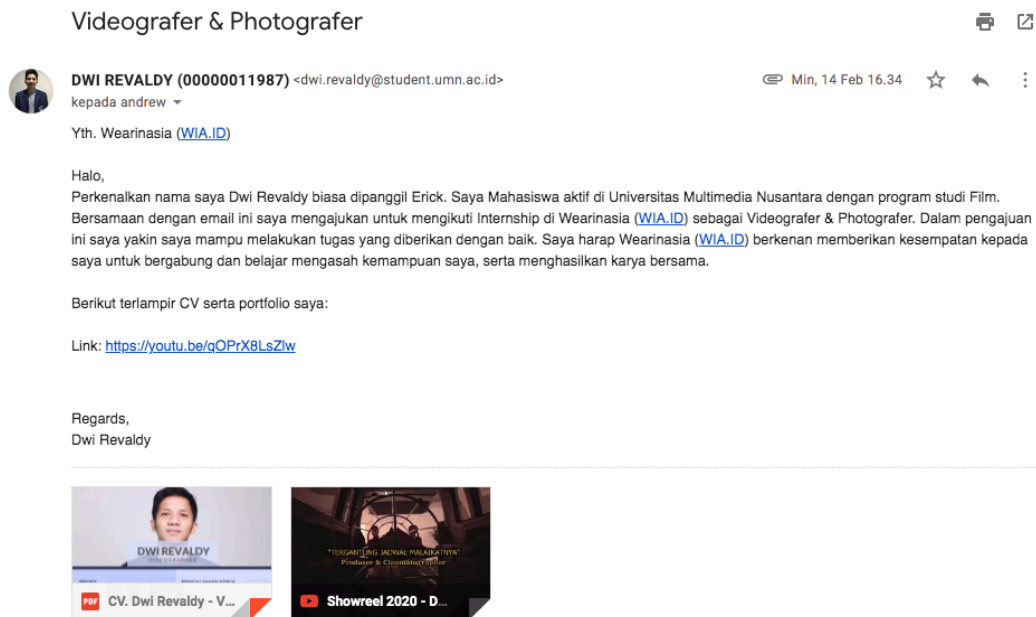 Videografer & Photografer
DWI REVALDY (00000011987) <dwi.revaldy@student.umn.ac.id>
Min, 14 Feb 16.34
kepada andrew
Yth. Wearinasia (WIA.ID)
Halo,
Perkenalkan nama saya Dwi Revaldy biasa dipanggil Erick. Saya Mahasiswa aktif di Universitas Multimedia Nusantara dengan program studi Film.
Bersamaan dengan email ini saya mengajukan untuk mengikuti Internship di Wearinasia (WIA.ID) sebagai Videografer & Photografer. Dalam pengajuan
ini saya yakin saya mampu melakukan tugas yang diberikan dengan baik. Saya harap Wearinasia (WIA.ID) berkenan memberikan kesempatan kepada
saya untuk bergabung dan belajar mengasah kemampuan saya, serta menghasilkan karya bersama.
Berikut terlampir CV serta portfolio saya:
Link: https://youtu.be/qOPrX8LsZlw
Regards,
Dwi Revaldy
DWI REVALDY
VIDEOGRAPHER
"TERGANTUNG JADWAL MALAIKATNYA"
Produser & Cinematographer
PDF CV. Dwi Revaldy - V...
Showreel 2020 - D...